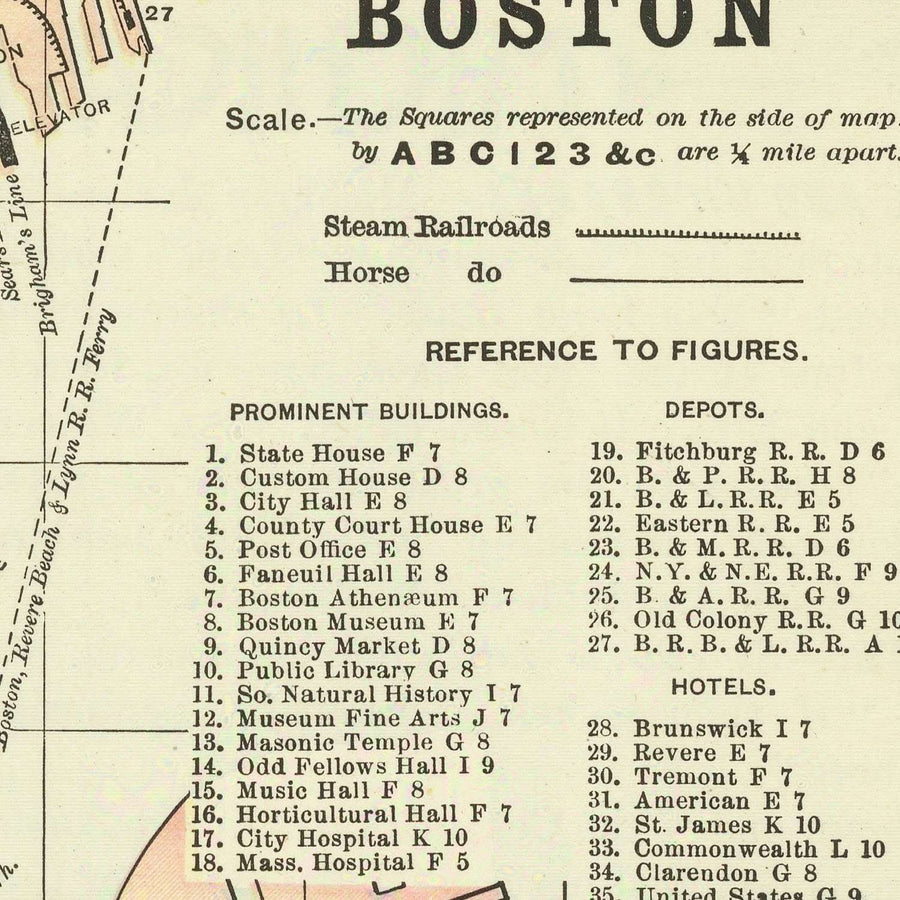 27
BOSTON
ELEVATOR
Scale.—The Squares represented on the side of map
by A B C 1 2 3 &c are ¼ mile apart.
Sears Line
Brigham's Line
Steam Railroads
Horse do
Boston, Revere Beach & Lynn R. R. Ferry
REFERENCE TO FIGURES.
PROMINENT BUILDINGS.
1. State House F 7
2. Custom House D 8
3. City Hall E 8
4. County Court House E 7
5. Post Office E 8
6. Faneuil Hall E 8
7. Boston Athenæum F 7
8. Boston Museum E 7
9. Quincy Market D 8
10. Public Library G 8
11. So. Natural History I 7
12. Museum Fine Arts J 7
13. Masonic Temple G 8
14. Odd Fellows Hall I 9
15. Music Hall F 8
16. Horticultural Hall F 7
17. City Hospital K 10
18. Mass. Hospital F 5
DEPOTS.
19. Fitchburg R. R. D 6
20. B. & P. R. R. H 8
21. B. & L. R. R. E 5
22. Eastern R. R. E 5
23. B. & M. R. R. D 6
24. N.Y. & N.E. R.R. F 9
25. B. & A. R. R. G 9
26. Old Colony R.R. G 10
27. B. R. B. & L. R.R. A
HOTELS.
28. Brunswick I 7
29. Revere E 7
30. Tremont F 7
31. American E 7
32. St. James K 10
33. Commonwealth L 10
34. Clarendon G 8
35. United States G 9